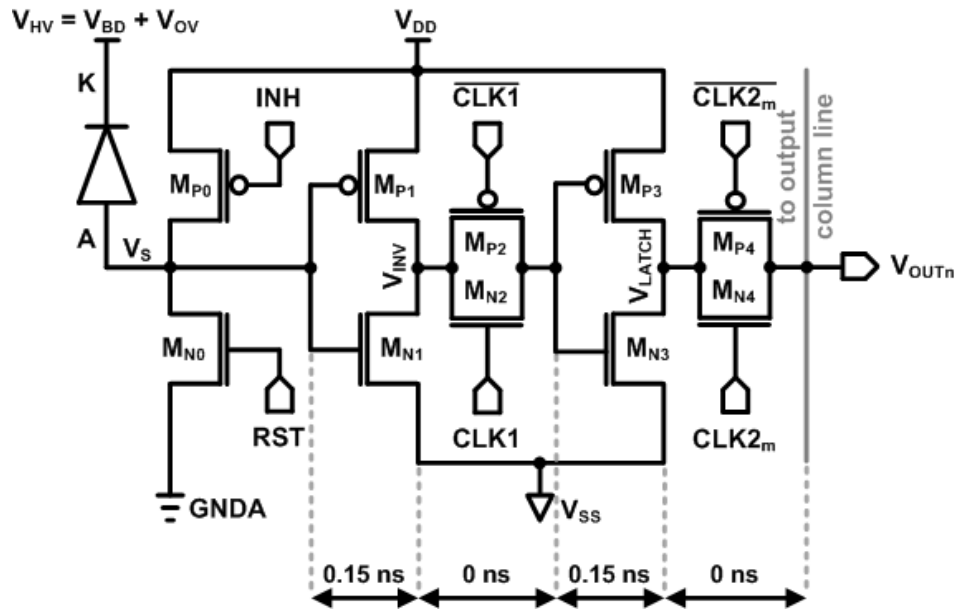 V_HV = V_BD + V_OV
V_DD
K
INH
CLK1
CLK2_m
to output
column line
M_P0
M_P1
M_P2
M_P3
M_P4
A
V_S
V_INV
V_LATCH
V_OUTn
M_N2
M_N4
M_N0
M_N1
M_N3
RST
CLK1
CLK2_m
GNDA
V_SS
0.15 ns
0 ns
0.15 ns
0 ns